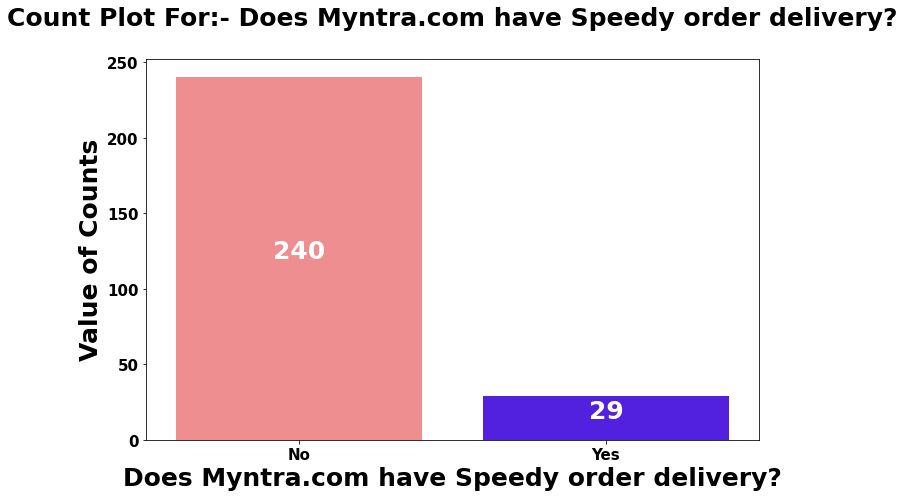 Count Plot For:- Does Myntra.com have Speedy order delivery?
250
200
150
100
50
0
Value of Counts
240
29
No
Yes
Does Myntra.com have Speedy order delivery?